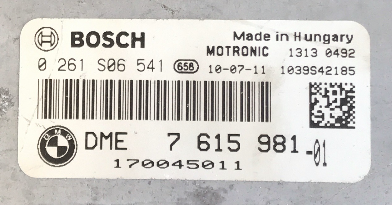 BOSCH Made in Hungary
MOTRONIC 1313 0492
0 261 S06 541 658 10-07-11 1039S42185
BMW DME 7 615 981-01
170045011